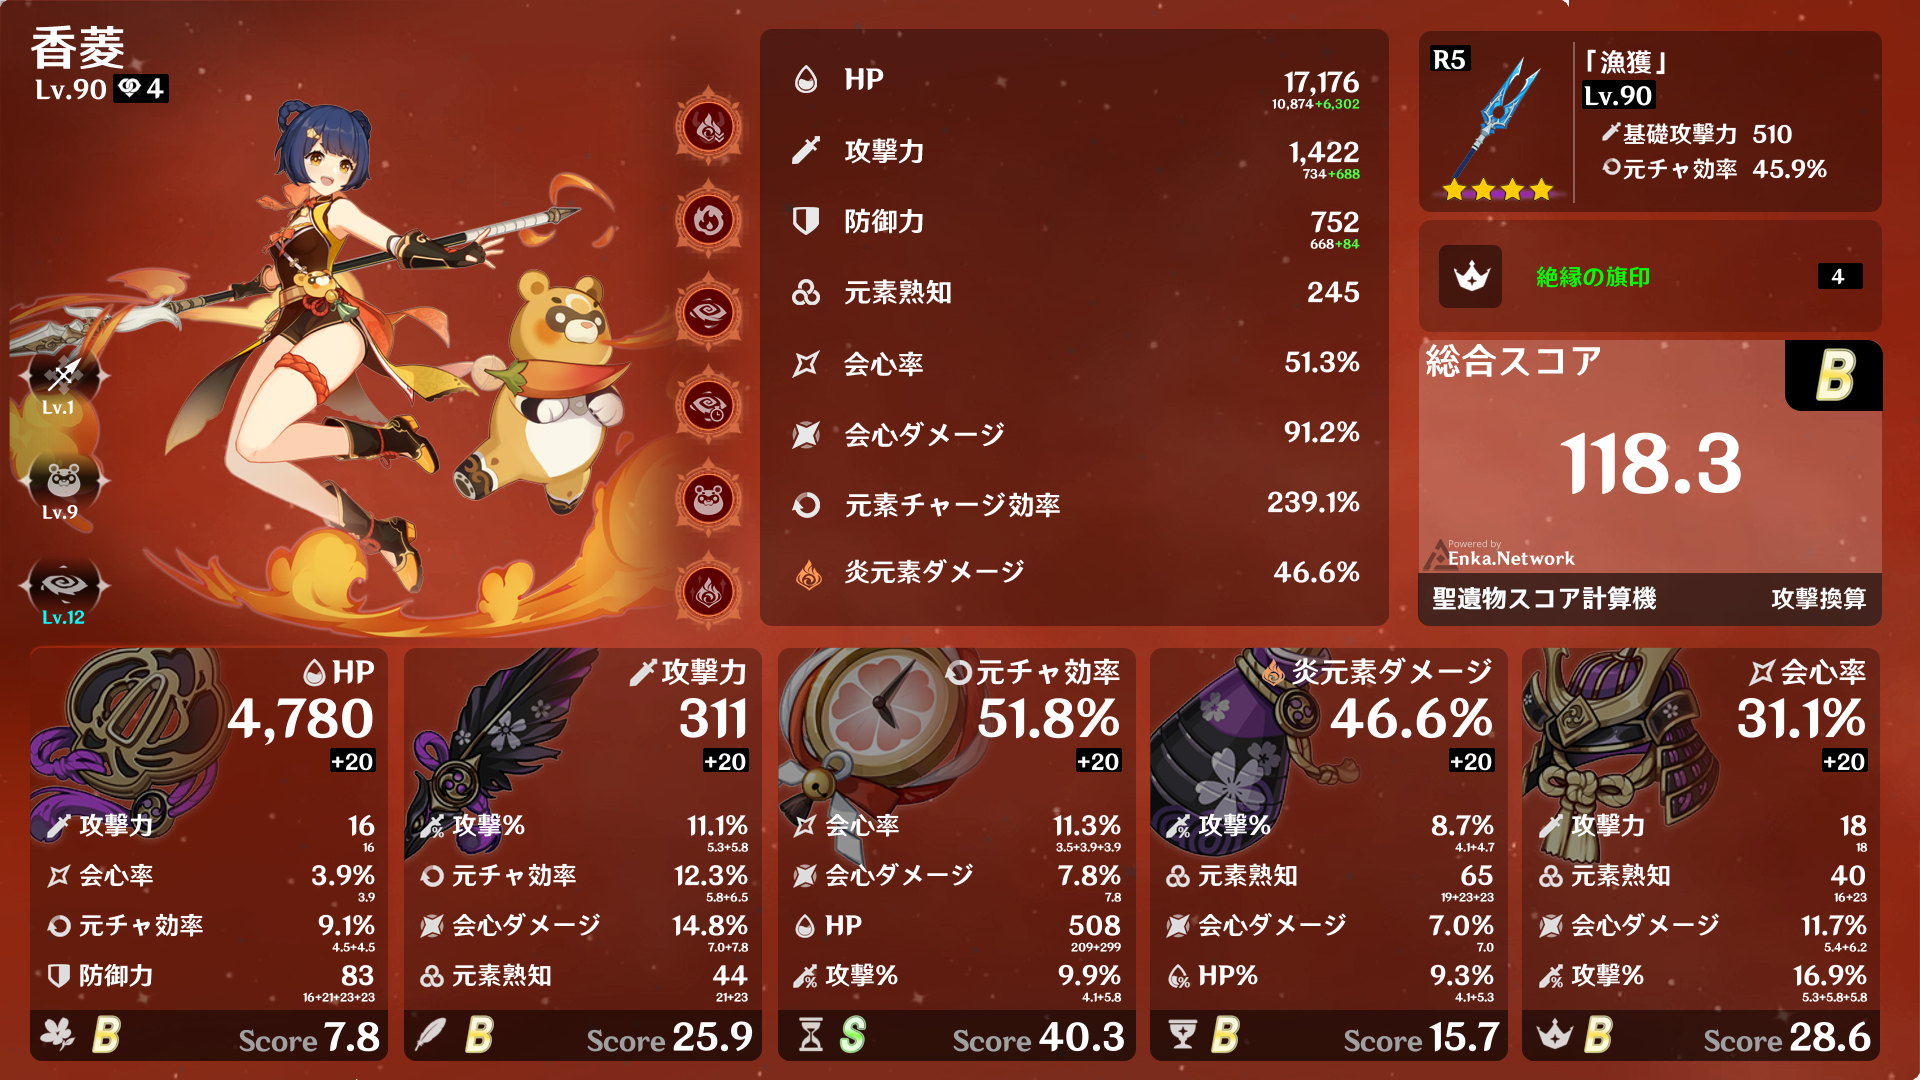 香菱
Lv.90 4
Lv.1
Lv.9
Lv.12
HP 17,176
10,874+6,302
攻撃力 1,422
734+688
防御力 752
668+84
元素熟知 245
会心率 51.3%
会心ダメージ 91.2%
元素チャージ効率 239.1%
炎元素ダメージ 46.6%
R5
「漁獲」
Lv.90
基礎攻撃力 510
元チャ効率 45.9%
絶縁の旗印 4
総合スコア B
118.3
Powered by
Enka.Network
聖遺物スコア計算機 攻撃換算
HP
4,780
+20
攻撃力 16
16
会心率 3.9%
3.9
元チャ効率 9.1%
4.5+4.5
防御力 83
16+21+23+23
B Score 7.8
攻撃力
311
+20
攻撃% 11.1%
5.3+5.8
元チャ効率 12.3%
5.8+6.5
会心ダメージ 14.8%
7.0+7.8
元素熟知 44
21+23
B Score 25.9
元チャ効率
51.8%
+20
会心率 11.3%
3.5+3.9+3.9
会心ダメージ 7.8%
7.8
HP 508
209+299
攻撃% 9.9%
4.1+5.8
S Score 40.3
炎元素ダメージ
46.6%
+20
攻撃% 8.7%
4.1+4.7
元素熟知 65
19+23+23
会心ダメージ 7.0%
7.0
HP% 9.3%
4.1+5.3
B Score 15.7
会心率
31.1%
+20
攻撃力 18
18
元素熟知 40
16+23
会心ダメージ 11.7%
5.4+6.2
攻撃% 16.9%
5.3+5.8+5.8
B Score 28.6